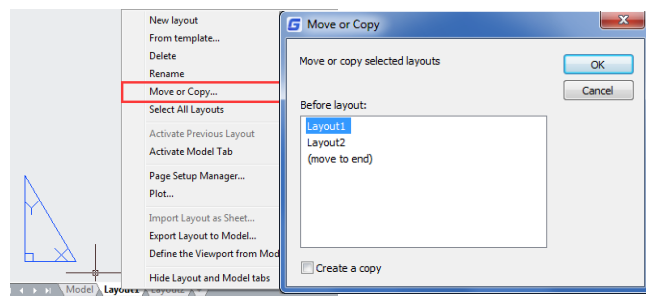 New layout
From template...
Delete
Rename
Move or Copy...
Select All Layouts
Activate Previous Layout
Activate Model Tab
Page Setup Manager...
Plot...
Import Layout as Sheet...
Export Layout to Model...
Define the Viewport from Mod
Hide Layout and Model tabs
Y
X
Model
Layout1
Layout2
+
G Move or Copy
x
Move or copy selected layouts
OK
Cancel
Before layout:
Layout1
Layout2
(move to end)
Create a copy